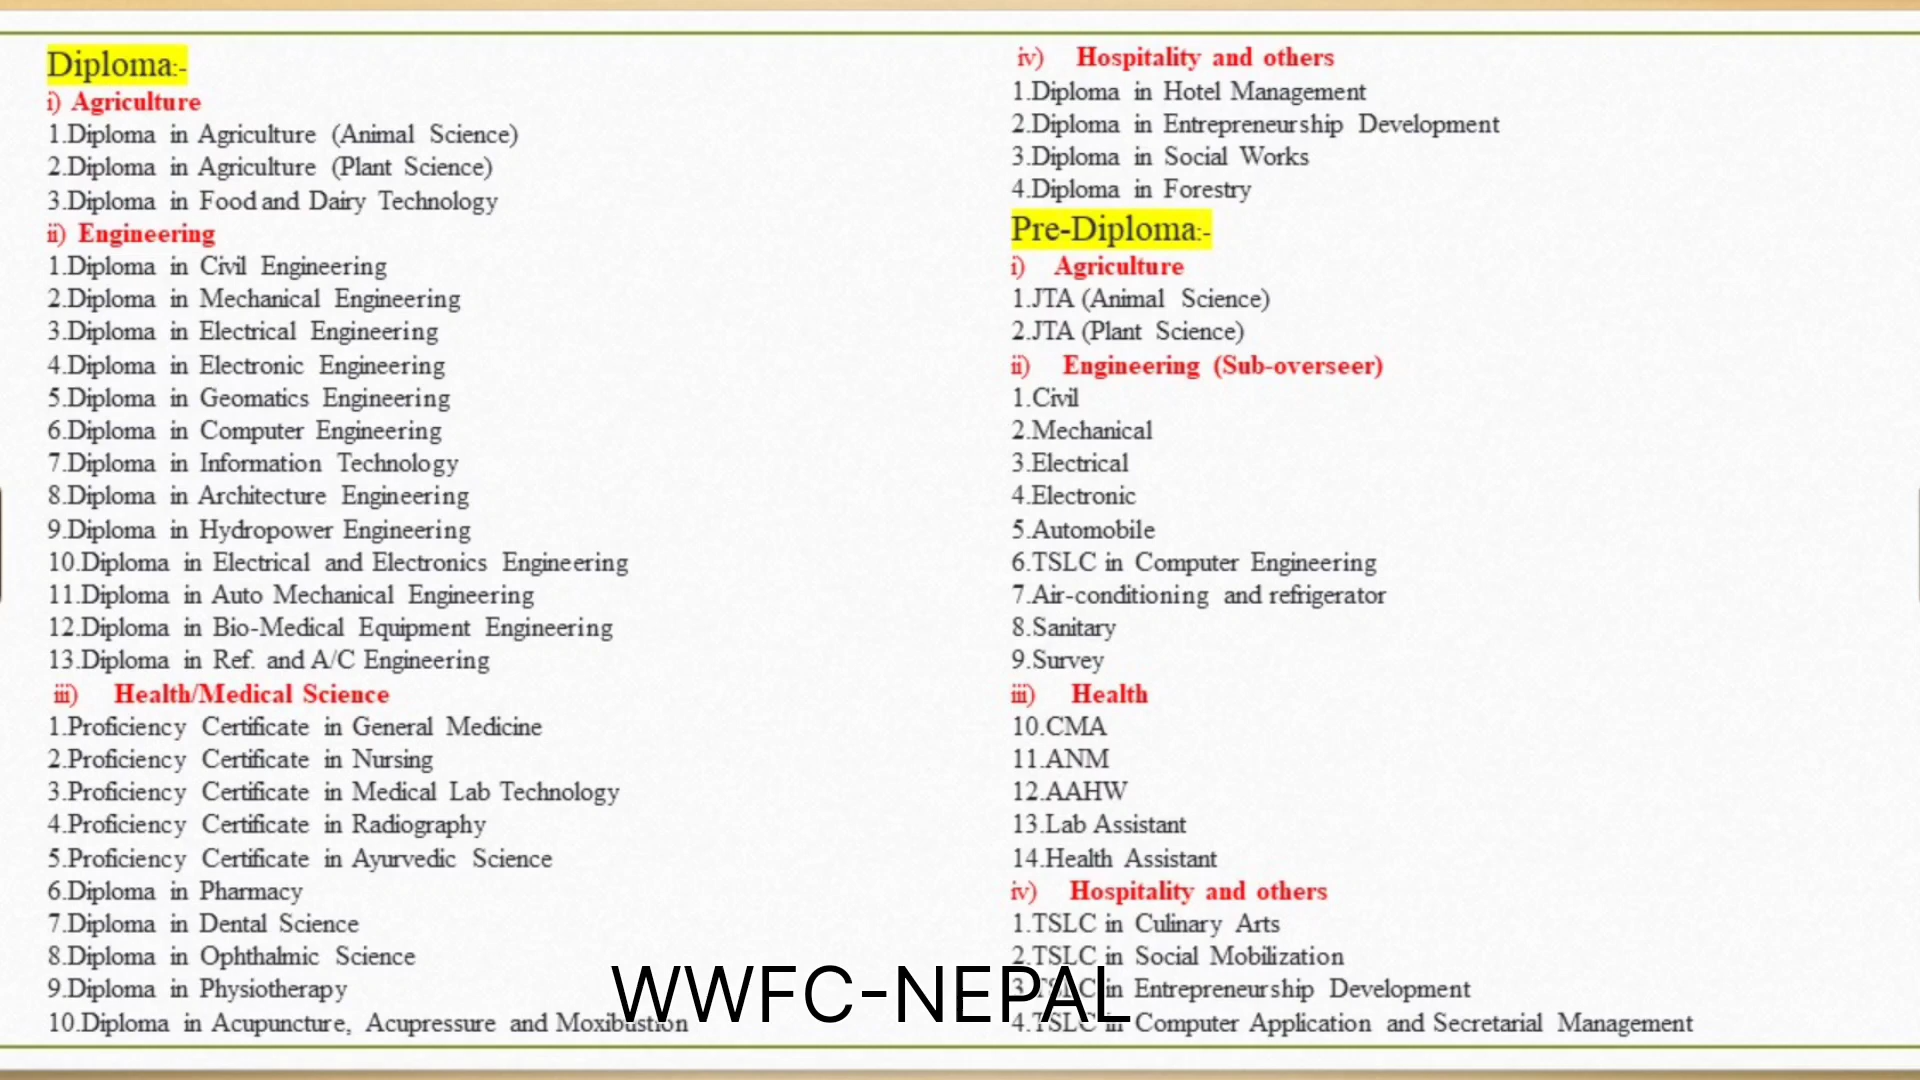 Diploma:-
i) Agriculture
1.Diploma in Agriculture (Animal Science)
2.Diploma in Agriculture (Plant Science)
3.Diploma in Food and Dairy Technology
ii) Engineering
1.Diploma in Civil Engineering
2.Diploma in Mechanical Engineering
3.Diploma in Electrical Engineering
4.Diploma in Electronic Engineering
5.Diploma in Geomatics Engineering
6.Diploma in Computer Engineering
7.Diploma in Information Technology
8.Diploma in Architecture Engineering
9.Diploma in Hydropower Engineering
10.Diploma in Electrical and Electronics Engineering
11.Diploma in Auto Mechanical Engineering
12.Diploma in Bio-Medical Equipment Engineering
13.Diploma in Ref. and A/C Engineering
iii) Health/Medical Science
1.Proficiency Certificate in General Medicine
2.Proficiency Certificate in Nursing
3.Proficiency Certificate in Medical Lab Technology
4.Proficiency Certificate in Radiography
5.Proficiency Certificate in Ayurvedic Science
6.Diploma in Pharmacy
7.Diploma in Dental Science
8.Diploma in Ophthalmic Science
9.Diploma in Physiotherapy
10.Diploma in Acupuncture, Acupressure and Moxibustion
iv) Hospitality and others
1.Diploma in Hotel Management
2.Diploma in Entrepreneurship Development
3.Diploma in Social Works
4.Diploma in Forestry
Pre-Diploma:-
i) Agriculture
1.JTA (Animal Science)
2.JTA (Plant Science)
ii) Engineering (Sub-overseer)
1.Civil
2.Mechanical
3.Electrical
4.Electronic
5.Automobile
6.TSLC in Computer Engineering
7.Air-conditioning and refrigerator
8.Sanitary
9.Survey
iii) Health
10.CMA
11.ANM
12.AAHW
13.Lab Assistant
14.Health Assistant
iv) Hospitality and others
1.TSLC in Culinary Arts
2.TSLC in Social Mobilization
3.TSLC in Entrepreneurship Development
4.TSLC in Computer Application and Secretarial Management
WWFC-NEPAL